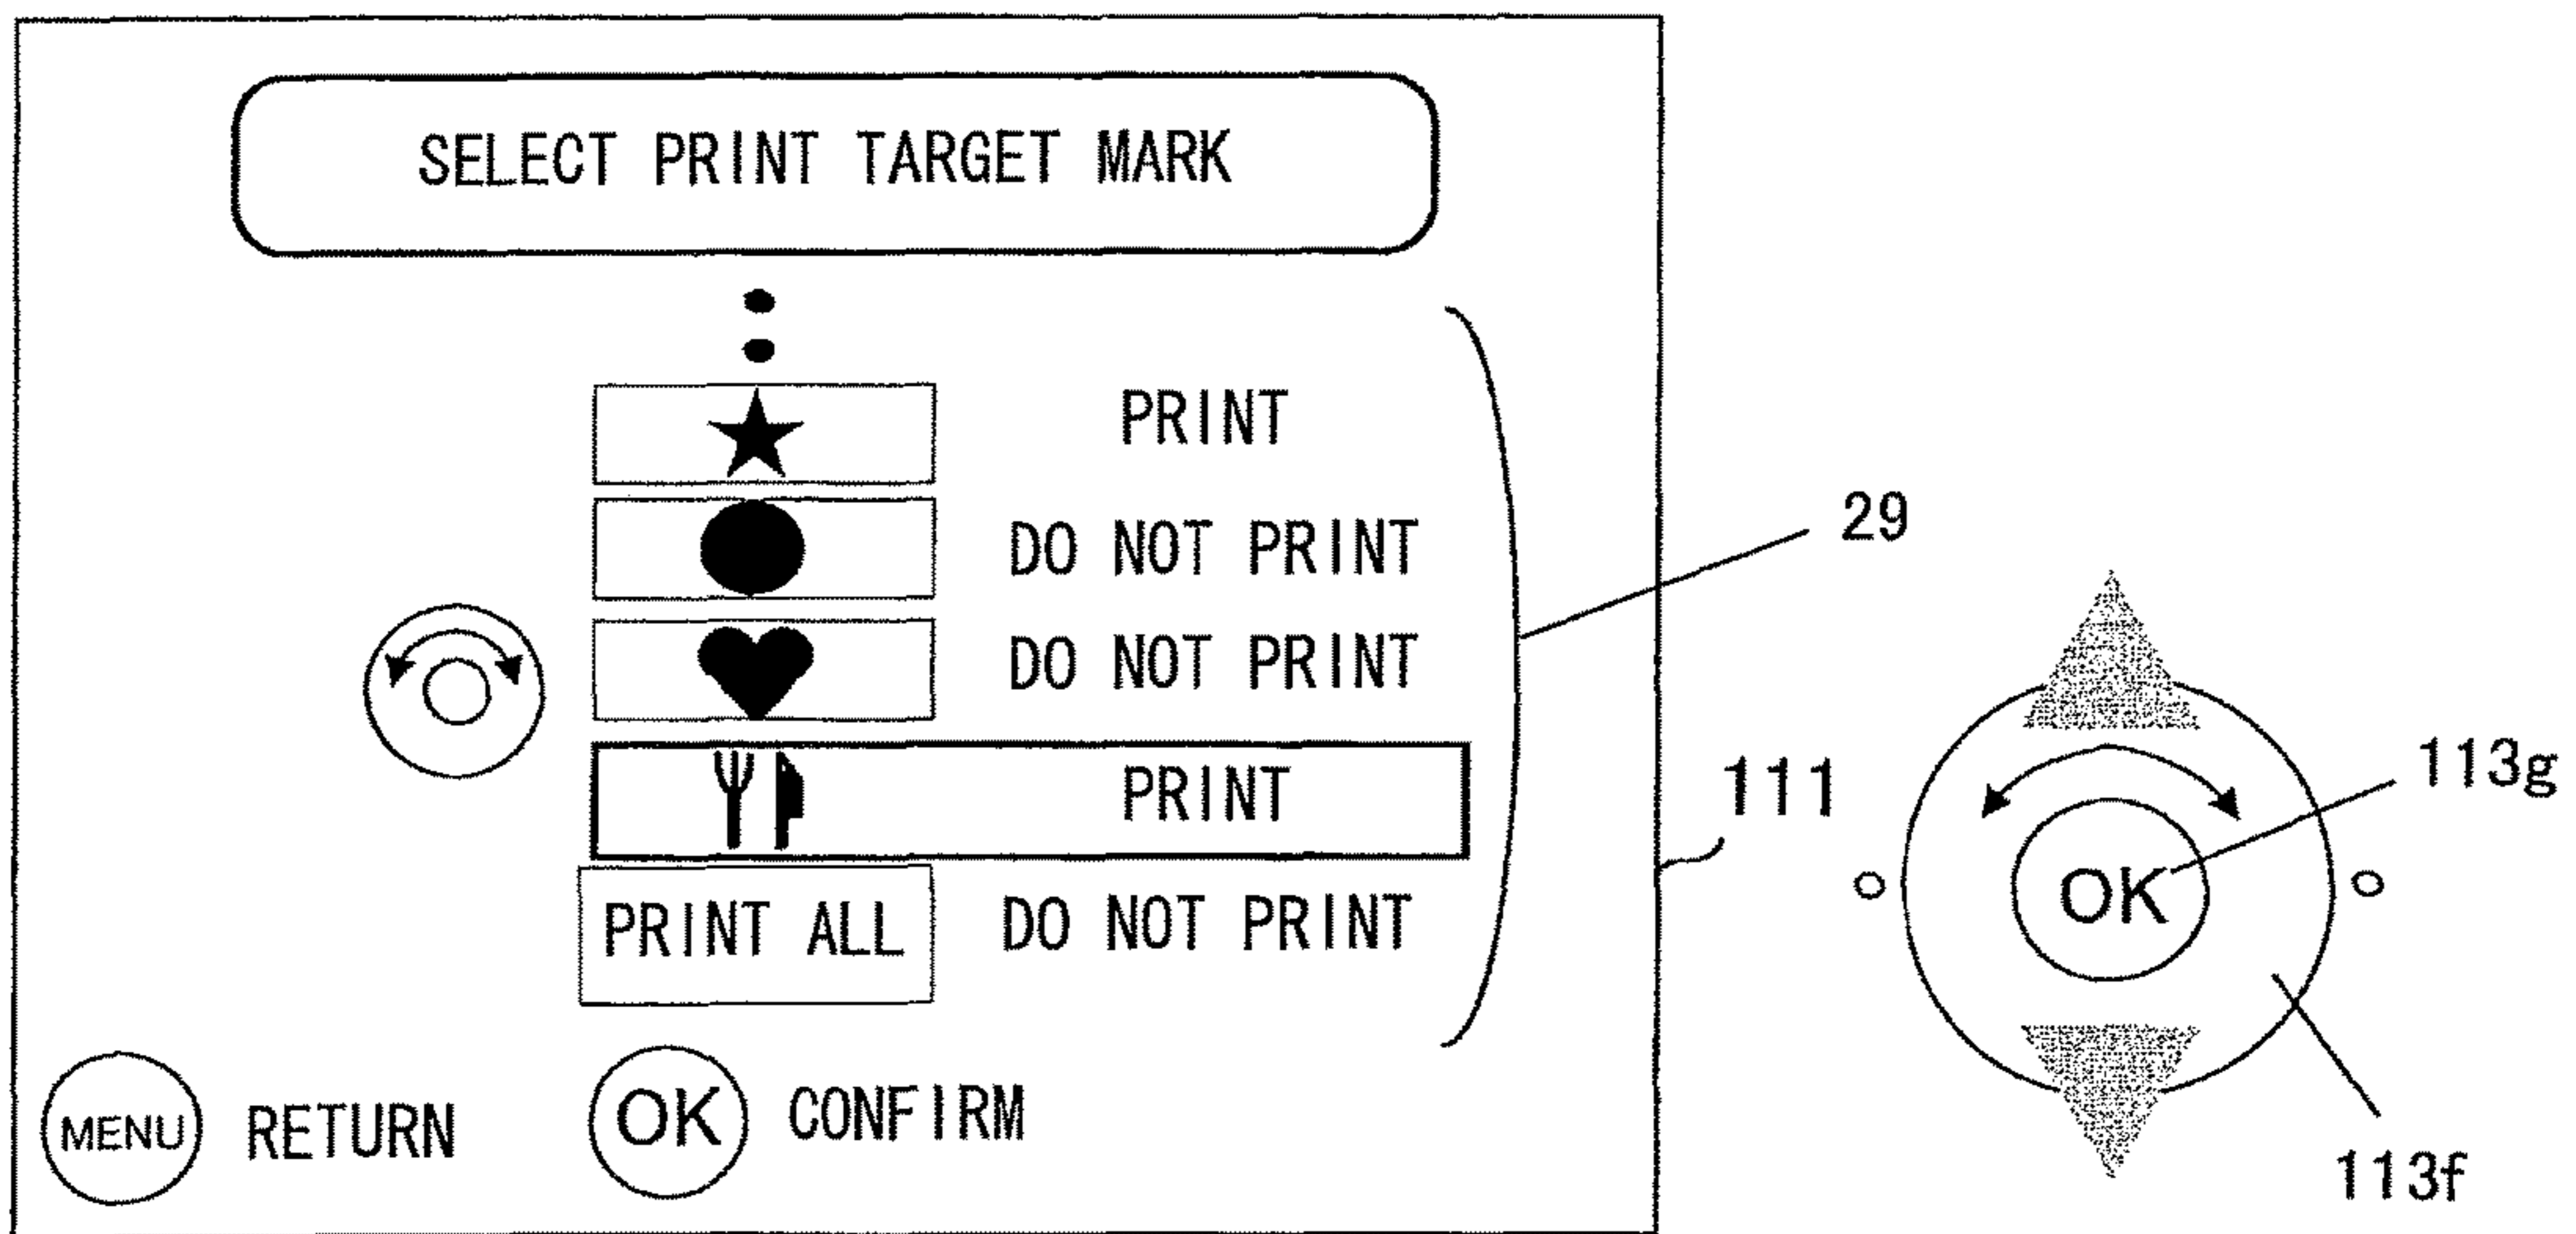 SELECT PRINT TARGET MARK
PRINT
DO NOT PRINT
DO NOT PRINT
PRINT
PRINT ALL DO NOT PRINT
MENU RETURN OK CONFIRM
29
111
OK
113g
113f